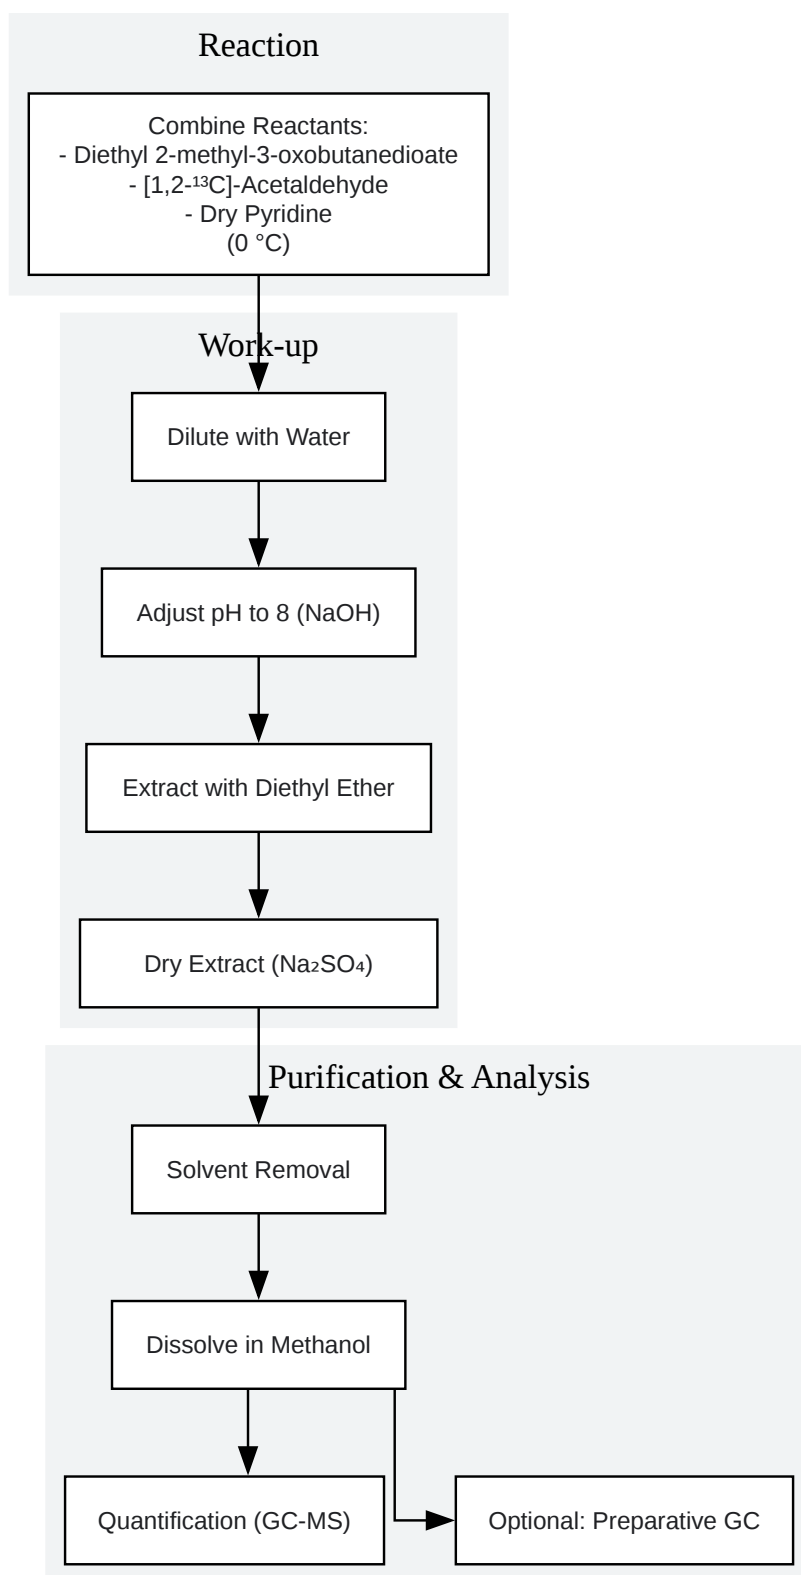 Reaction
Combine Reactants:
- Diethyl 2-methyl-3-oxobutanedioate
- [1,2-¹³C]-Acetaldehyde
- Dry Pyridine
(0 °C)
Work-up
Dilute with Water
Adjust pH to 8 (NaOH)
Extract with Diethyl Ether
Dry Extract (Na₂SO₄)
Purification & Analysis
Solvent Removal
Dissolve in Methanol
Quantification (GC-MS)
Optional: Preparative GC